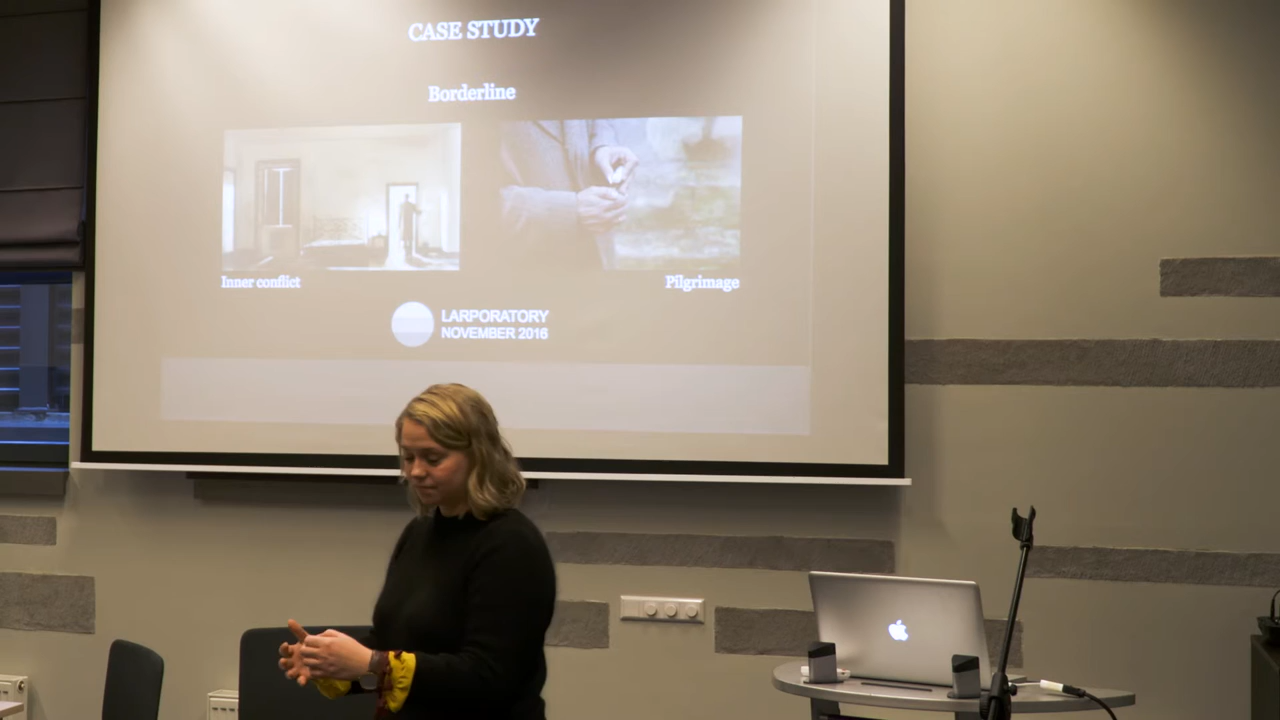 CASE STUDY
Borderline
Inner conflict
Pilgrimage
LARPORATORY
NOVEMBER 2016